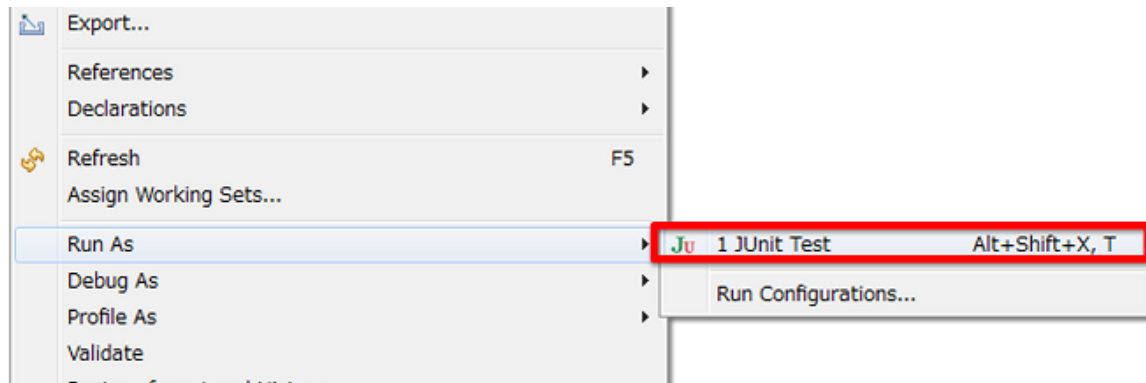 Export...
References
Declarations
Refresh F5
Assign Working Sets...
Run As
JU 1 JUnit Test Alt+Shift+X, T
Debug As
Run Configurations...
Profile As
Validate